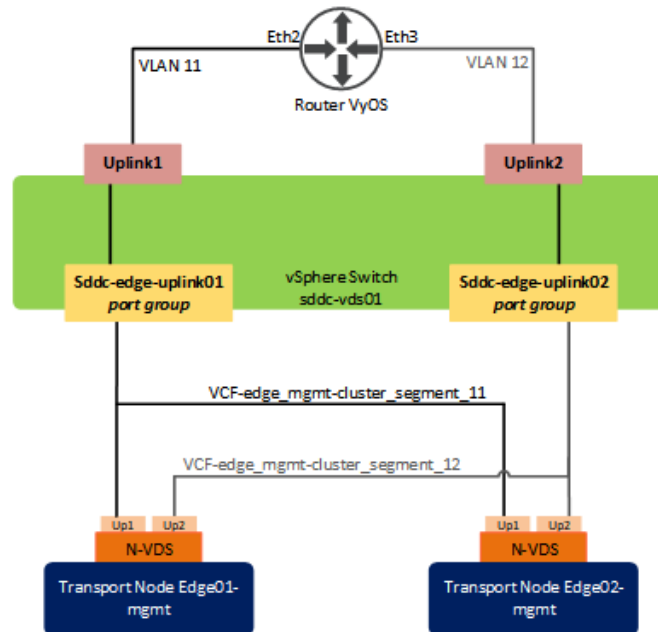 Eth2
Eth3
VLAN 11
VLAN 12
Router VyOS
Uplink1
Uplink2
Sddc-edge-uplink01
port group
vSphere Switch
sddc-vds01
Sddc-edge-uplink02
port group
VCF-edge_mgmt-cluster_segment_11
VCF-edge_mgmt-cluster_segment_12
Up1
Up2
Up1
Up2
N-VDS
N-VDS
Transport Node Edge01-
mgmt
Transport Node Edge02-
mgmt